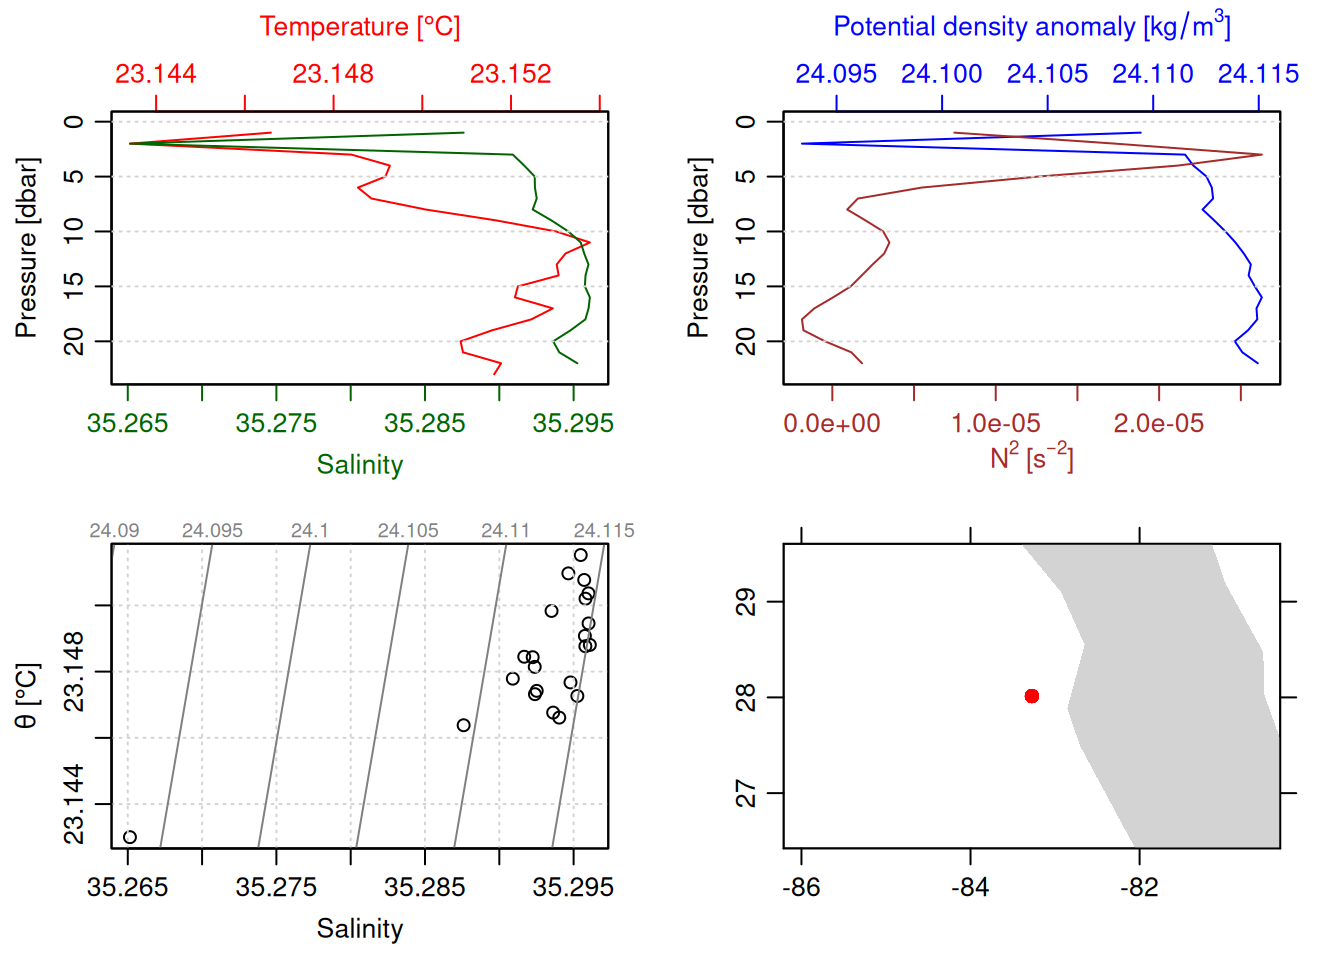 Temperature [°C]
23.144 23.148 23.152
0 5 10 15 20
Pressure [dbar]
35.265 35.275 35.285 35.295
Salinity
Potential density anomaly [kg/m³]
24.095 24.100 24.105 24.110 24.115
0 5 10 15 20
Pressure [dbar]
0.0e+00 1.0e-05 2.0e-05
N² [s⁻²]
24.09 24.095 24.1 24.105 24.11 24.115
23.144 23.148
θ [°C]
35.265 35.275 35.285 35.295
Salinity
27 28 29
-86 -84 -82